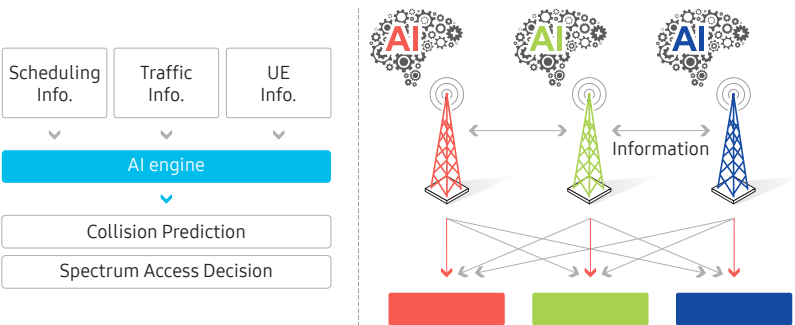 Scheduling
Info.
Traffic
Info.
UE
Info.
AI engine
Collision Prediction
Spectrum Access Decision
AI
AI
AI
Information